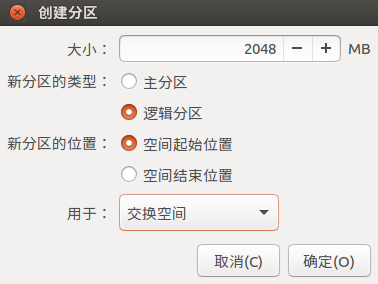 创建分区
大小： 2048 MB
新分区的类型： 主分区
逻辑分区
新分区的位置： 空间起始位置
空间结束位置
用于： 交换空间
取消(C) 确定(O)